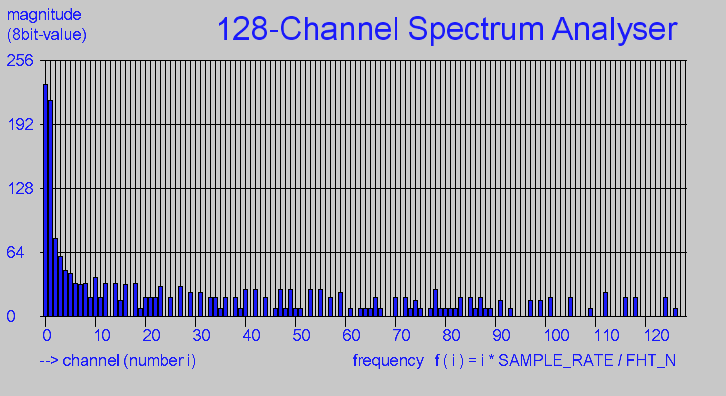 magnitude
(8bit-value)
128-Channel Spectrum Analyser
256
192
128
64
0
0 10 20 30 40 50 60 70 80 90 100 110 120
--> channel (number i)
frequency f ( i ) = i * SAMPLE_RATE / FHT_N